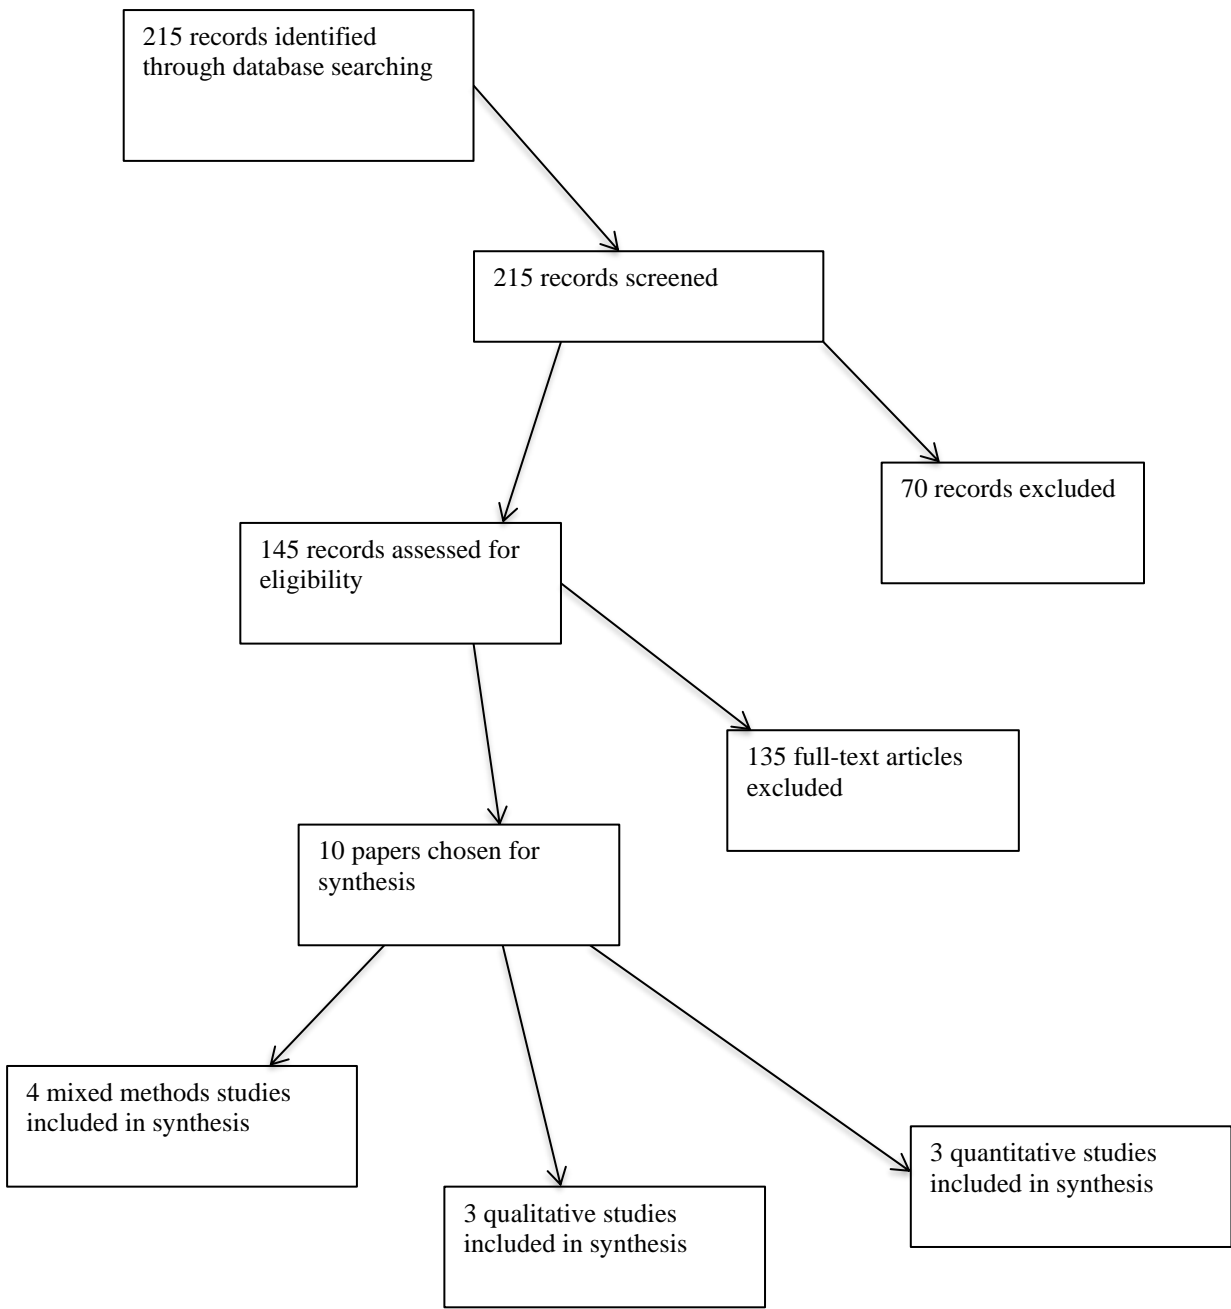 215 records identified
through database searching
215 records screened
70 records excluded
145 records assessed for
eligibility
135 full-text articles
excluded
10 papers chosen for
synthesis
4 mixed methods studies
included in synthesis
3 qualitative studies
included in synthesis
3 quantitative studies
included in synthesis